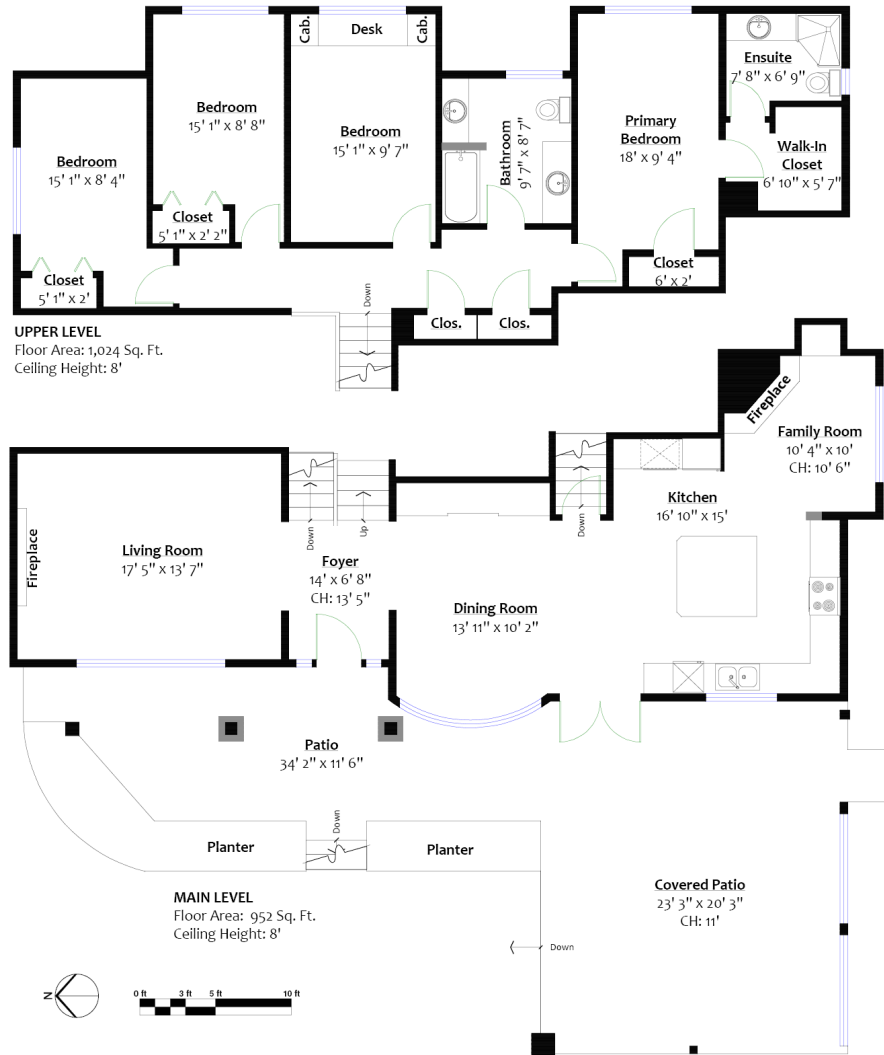 Cab.
Desk
Cab.
Ensuite
7' 8" x 6' 9"
Bedroom
15' 1" x 8' 8"
Bedroom
15' 1" x 9' 7"
Primary
Bedroom
18' x 9' 4"
Bathroom
9' 7" x 8' 7"
Walk-In
Closet
6' 10" x 5' 7"
Bedroom
15' 1" x 8' 4"
Closet
5' 1" x 2' 2"
Closet
5' 1" x 2'
Closet
6' x 2'
Down
Clos.
Clos.
UPPER LEVEL
Floor Area: 1,024 Sq. Ft.
Ceiling Height: 8'
Fireplace
Family Room
10' 4" x 10'
CH: 10' 6"
Kitchen
16' 10" x 15'
Down
Up
Down
Fireplace
Living Room
17' 5" x 13' 7"
Foyer
14' x 6' 8"
CH: 13' 5"
Dining Room
13' 11" x 10' 2"
Patio
34' 2" x 11' 6"
Down
Planter
Planter
Covered Patio
23' 3" x 20' 3"
CH: 11'
MAIN LEVEL
Floor Area: 952 Sq. Ft.
Ceiling Height: 8'
Down
N
0 ft 3 ft 5 ft 10 ft